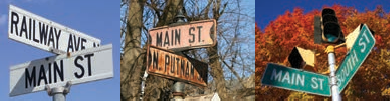 RAILWAY AVE N
MAIN ST
MAIN ST.
N. PUTNAM
MAIN ST
SOUTH ST